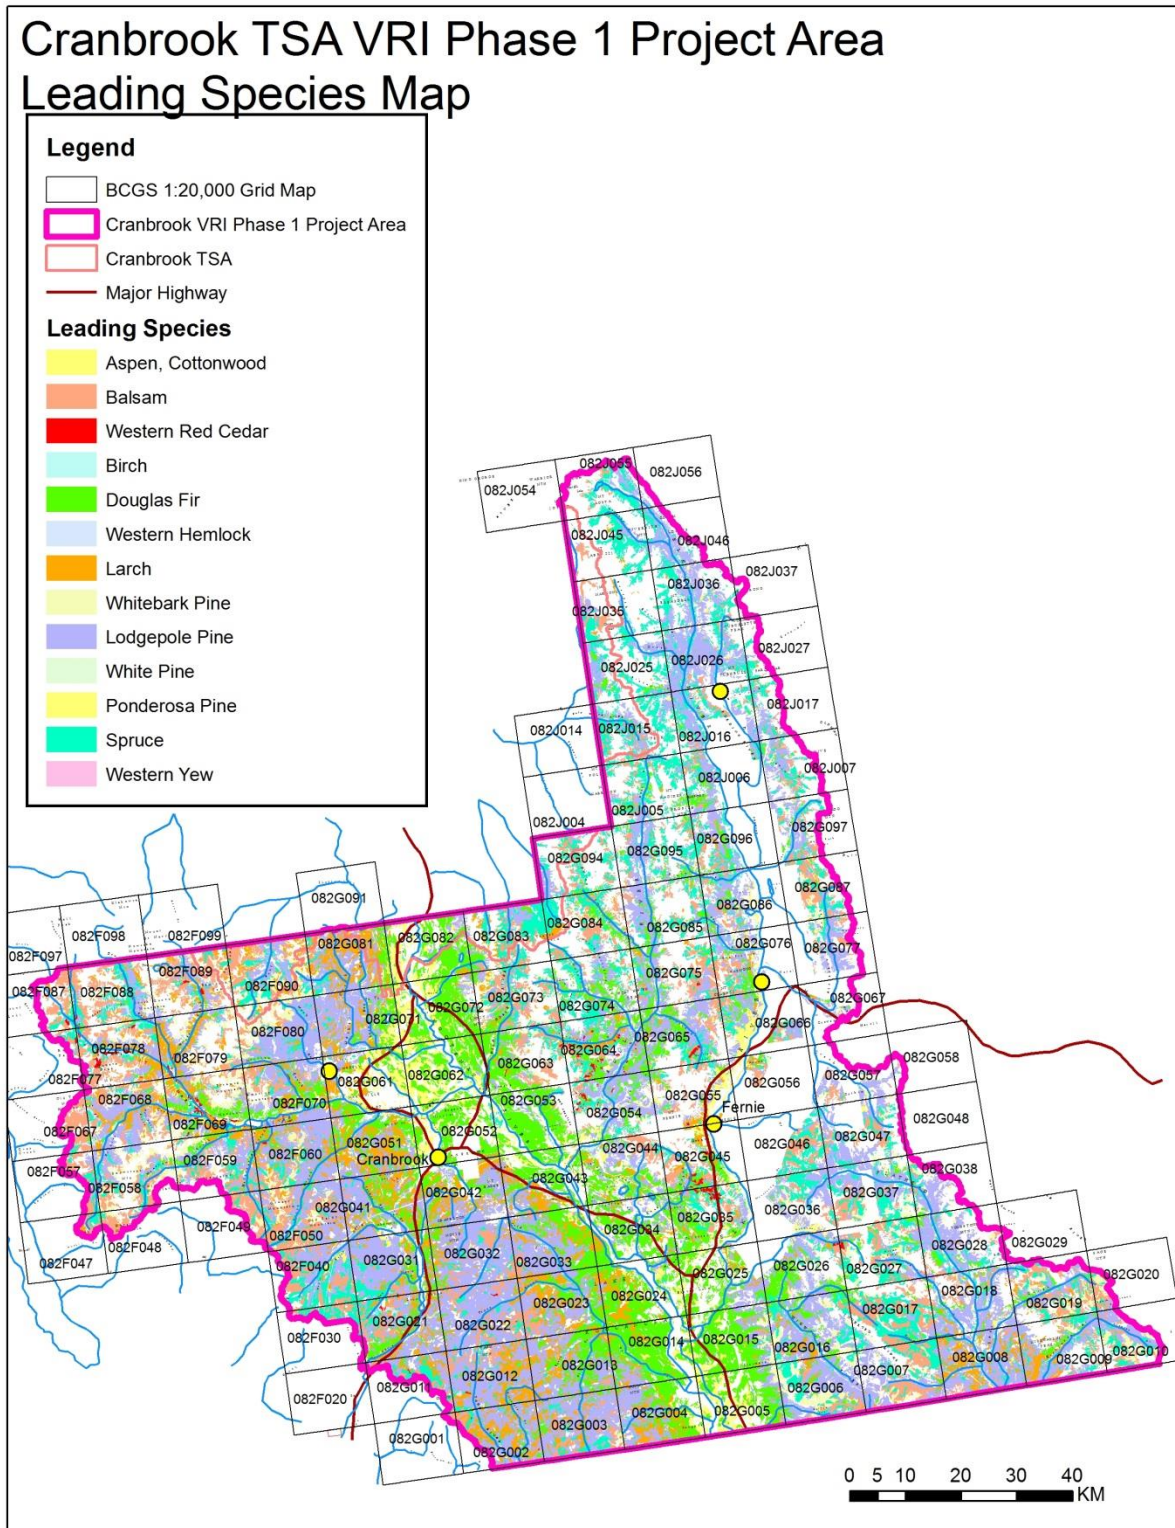 Cranbrook TSA VRI Phase 1 Project Area
Leading Species Map
Legend
BCGS 1:20,000 Grid Map
Cranbrook VRI Phase 1 Project Area
Cranbrook TSA
Major Highway
Leading Species
Aspen, Cottonwood
Balsam
Western Red Cedar
Birch
Douglas Fir
Western Hemlock
Larch
Whitebark Pine
Lodgepole Pine
White Pine
Ponderosa Pine
Spruce
Western Yew
082J055
082J056
082J054
082J045
082J046
082J037
082J036
082J035
082J027
082J026
082J025
082J017
082J016
082J015
082J014
082J007
082J006
082J005
082J004
082G097
082G096
082G095
082G094
082G091
082G087
082G086
082G085
082G084
082G083
082G082
082G081
082F099
082F098
082F097
082F090
082F089
082F088
082F087
082G077
082G076
082G075
082G074
082G073
082G072
082G071
082F080
082F079
082F078
082F077
082G067
082G066
082G065
082G064
082G063
082G062
082G061
082F070
082F069
082F068
082F067
082G058
082G057
082G056
082G055
Fernie
082G054
082G053
082G052
082G051
Cranbrook
082F060
082F059
082F058
082F057
082G048
082G047
082G046
082G045
082G044
082G043
082G042
082G041
082F050
082F049
082F048
082F047
082G038
082G037
082G036
082G035
082G034
082G033
082G032
082G031
082F040
082G029
082G028
082G027
082G026
082G025
082G024
082G023
082G022
082G021
082F030
082G020
082G019
082G018
082G017
082G016
082G015
082G014
082G013
082G012
082G011
082F020
082G010
082G009
082G008
082G007
082G006
082G005
082G004
082G003
082G002
082G001
0 5 10 20 30 40
KM